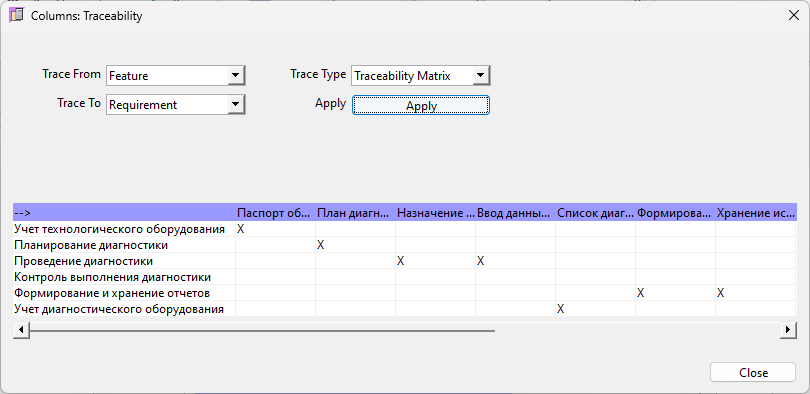 Columns: Traceability
Trace From Feature Trace Type Traceability Matrix
Trace To Requirement Apply Apply
--> Паспорт об... План диагн... Назначение ... Ввод данны... Список диаг... Формирова... Хранение ис...
Учет технологического оборудования X
Планирование диагностики X
Проведение диагностики X X
Контроль выполнения диагностики
Формирование и хранение отчетов X X
Учет диагностического оборудования X
Close